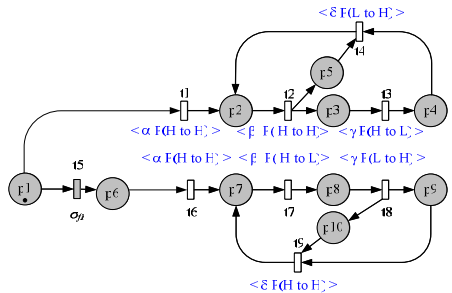 <δ F(L to H)>
t4
p5
t1
t2
t3
p2
p3
p4
<α F(H to H)>
<β F(H to H)>
<γ F(H to L)>
<α F(H to H)>
<β F(H to L)>
<γ F(L to H)>
p1
t5
p6
p7
p8
p9
σf1
t6
t7
t8
p10
t9
<δ F(H to H)>